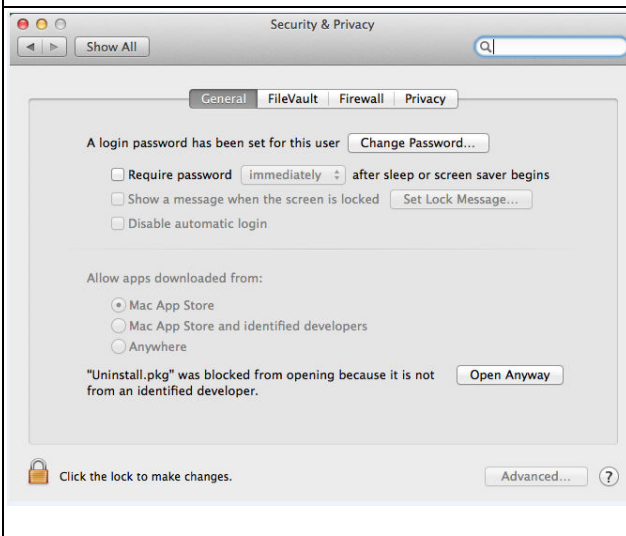 Security & Privacy
Show All
General FileVault Firewall Privacy
A login password has been set for this user Change Password...
Require password immediately after sleep or screen saver begins
Show a message when the screen is locked Set Lock Message...
Disable automatic login
Allow apps downloaded from:
Mac App Store
Mac App Store and identified developers
Anywhere
"Uninstall.pkg" was blocked from opening because it is not Open Anyway
from an identified developer.
Click the lock to make changes. Advanced... ?